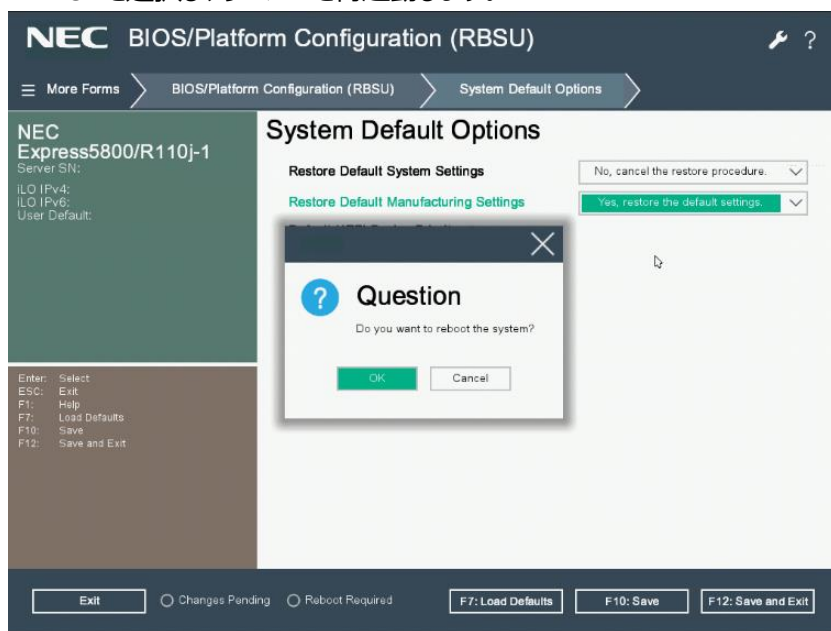 NEC BIOS/Platform Configuration (RBSU)
?
More Forms
BIOS/Platform Configuration (RBSU)
System Default Options
NEC
Express5800/R110j-1
Server SN:
iLO IPv4:
iLO IPv6:
User Default:
System Default Options
Restore Default System Settings
No, cancel the restore procedure.
Restore Default Manufacturing Settings
Yes, restore the default settings.
?
Question
Do you want to reboot the system?
OK
Cancel
Enter: Select
ESC: Exit
F1: Help
F7: Load Defaults
F10: Save
F12: Save and Exit
Exit
Changes Pending
Reboot Required
F7: Load Defaults
F10: Save
F12: Save and Exit